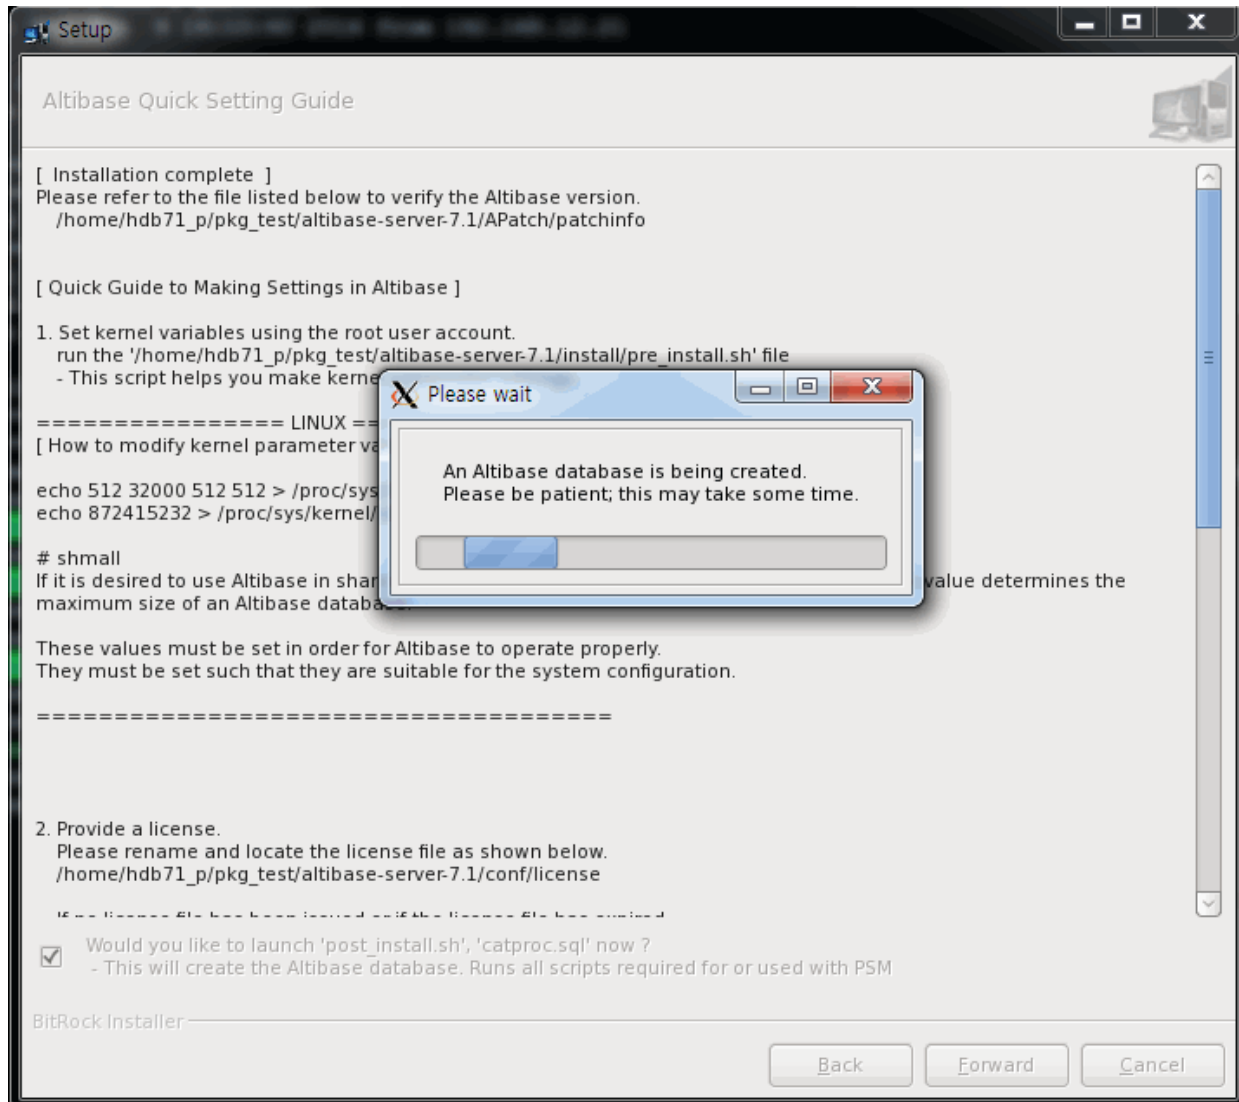 Setup
Altibase Quick Setting Guide
[ Installation complete ]
Please refer to the file listed below to verify the Altibase version.
/home/hdb71_p/pkg_test/altibase-server-7.1/APatch/patchinfo
[ Quick Guide to Making Settings in Altibase ]
1. Set kernel variables using the root user account.
run the '/home/hdb71_p/pkg_test/altibase-server-7.1/install/pre_install.sh' file
- This script helps you make kerne
================ LINUX ==
[ How to modify kernel parameter va
echo 512 32000 512 512 > /proc/sys
echo 872415232 > /proc/sys/kernel/
# shmall
If it is desired to use Altibase in shar value determines the
maximum size of an Altibase database.
These values must be set in order for Altibase to operate properly.
They must be set such that they are suitable for the system configuration.
=====================================
2. Provide a license.
Please rename and locate the license file as shown below.
/home/hdb71_p/pkg_test/altibase-server-7.1/conf/license
Please wait
An Altibase database is being created.
Please be patient; this may take some time.
Would you like to launch 'post_install.sh', 'catproc.sql' now ?
- This will create the Altibase database. Runs all scripts required for or used with PSM
BitRock Installer
Back
Forward
Cancel